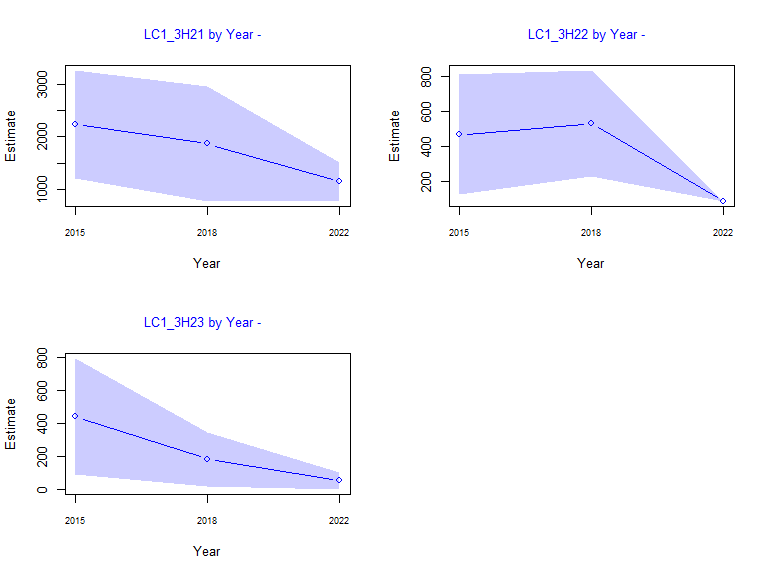 LC1_3H21 by Year -
Estimate
3000
2000
1000
2015
2018
2022
Year
LC1_3H22 by Year -
Estimate
800
600
400
200
2015
2018
2022
Year
LC1_3H23 by Year -
Estimate
800
600
400
200
0
2015
2018
2022
Year